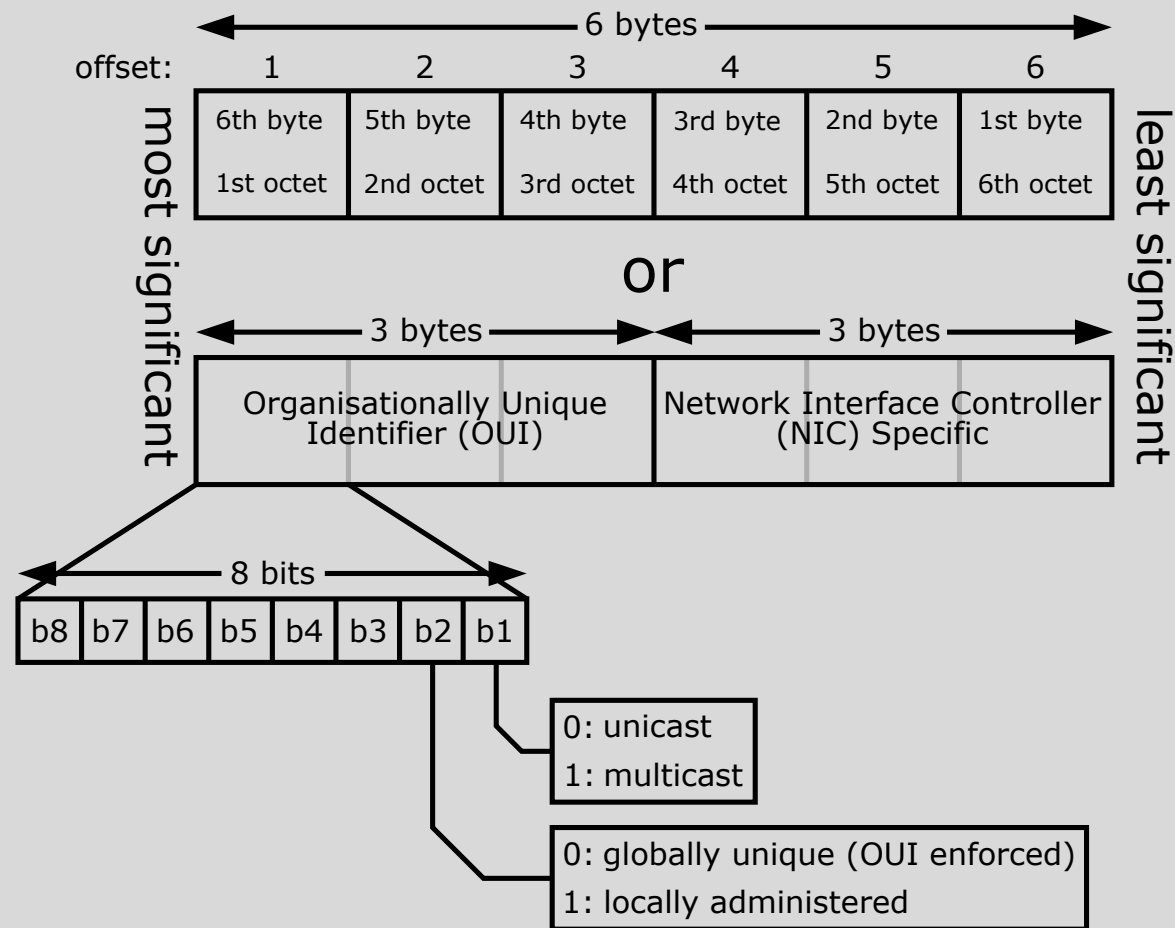 6 bytes
offset: 1 2 3 4 5 6
most significant
6th byte 5th byte 4th byte 3rd byte 2nd byte 1st byte
1st octet 2nd octet 3rd octet 4th octet 5th octet 6th octet
least significant
or
3 bytes 3 bytes
Organisationally Unique
Identifier (OUI)
Network Interface Controller
(NIC) Specific
8 bits
b8 b7 b6 b5 b4 b3 b2 b1
0: unicast
1: multicast
0: globally unique (OUI enforced)
1: locally administered